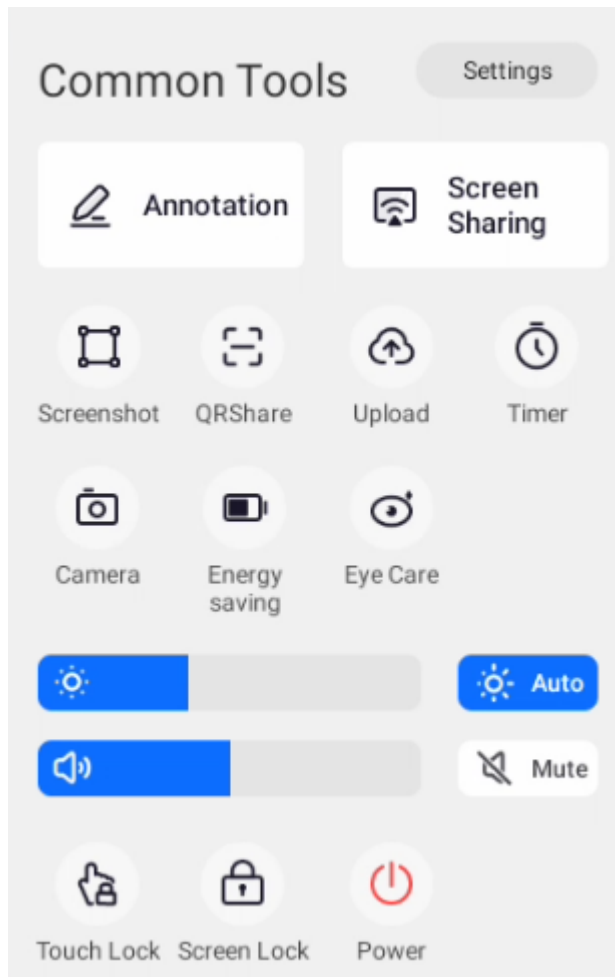 Common Tools
Settings
Annotation
Screen
Sharing
Screenshot
QRShare
Upload
Timer
Camera
Energy
saving
Eye Care
Auto
Mute
Touch Lock
Screen Lock
Power